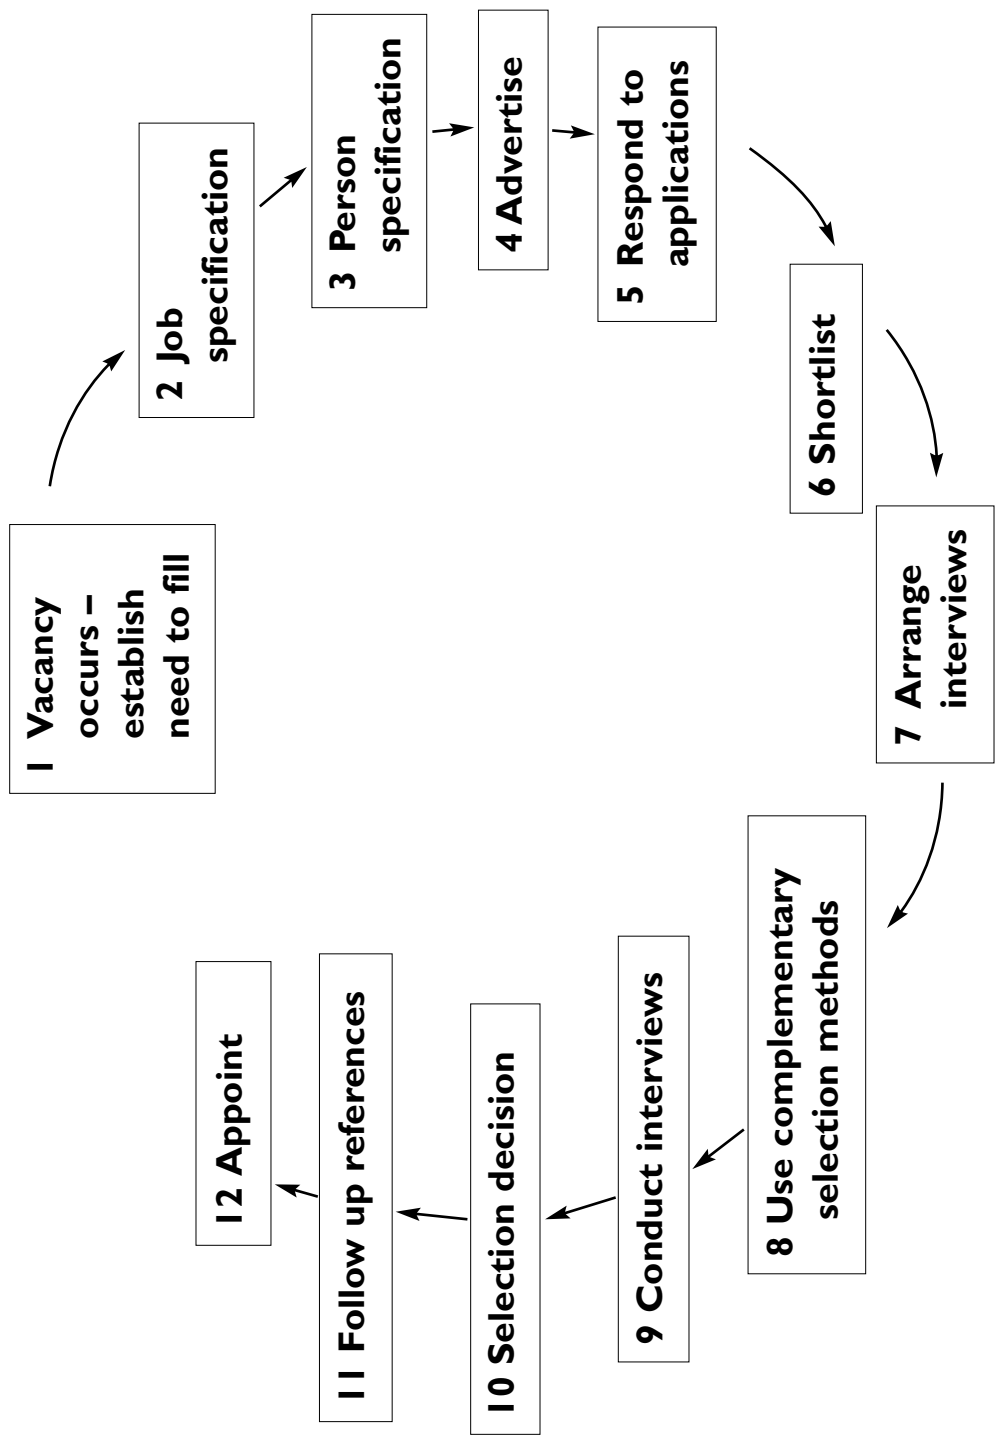 1 Vacancy
occurs –
establish
need to fill
2 Job
specification
3 Person
specification
4 Advertise
5 Respond to
applications
6 Shortlist
7 Arrange
interviews
8 Use complementary
selection methods
9 Conduct interviews
10 Selection decision
11 Follow up references
12 Appoint